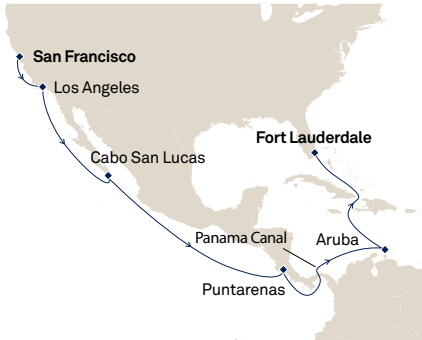 San Francisco
Los Angeles
Fort Lauderdale
Cabo San Lucas
Panama Canal
Aruba
Puntarenas